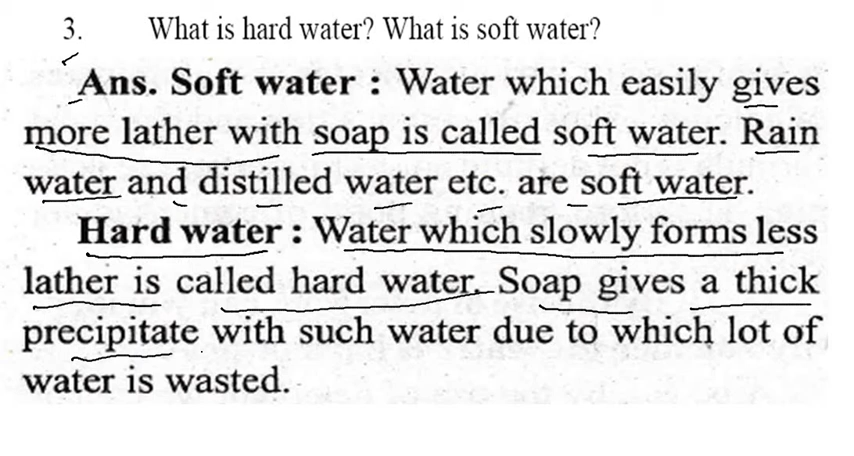 3. What is hard water? What is soft water?
Ans. Soft water : Water which easily gives
more lather with soap is called soft water. Rain
water and distilled water etc. are soft water.
Hard water : Water which slowly forms less
lather is called hard water. Soap gives a thick
precipitate with such water due to which lot of
water is wasted.